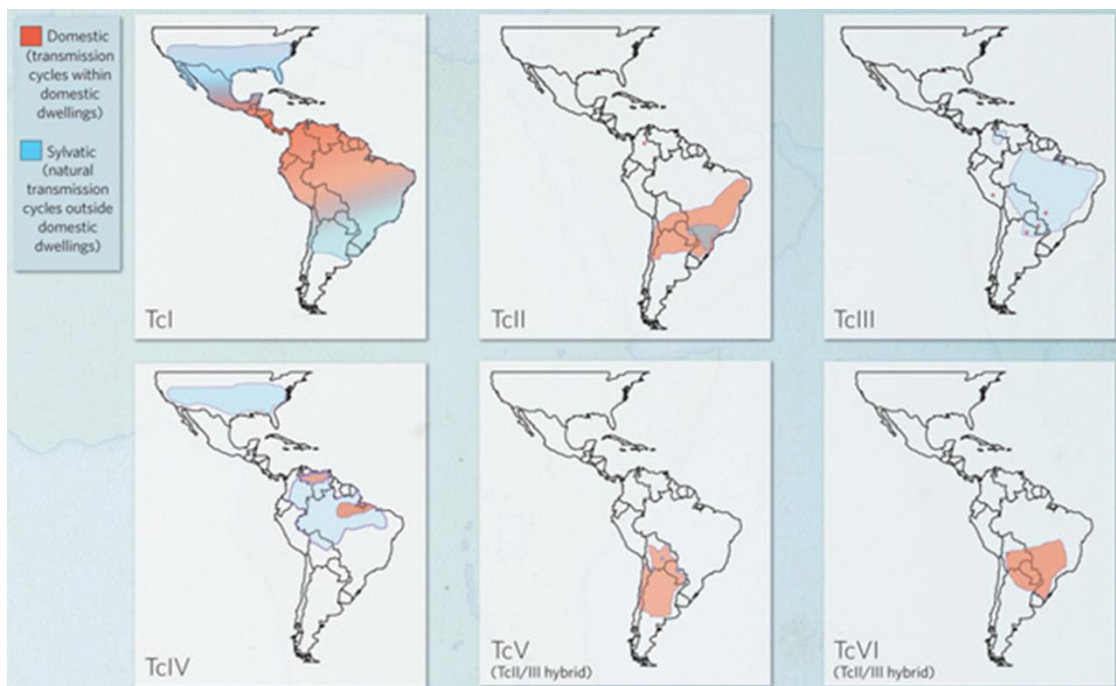 Domestic
(transmission
cycles within
domestic
dwellings)
Sylvatic
(natural
transmission
cycles outside
domestic
dwellings)
TcI
TcII
TcIII
TcIV
TcV
(TcII/III hybrid)
TcVI
(TcII/III hybrid)